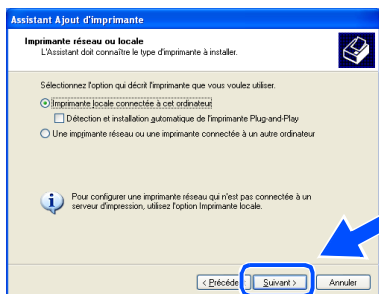 Assistant Ajout d'imprimante
Imprimante réseau ou locale
L'Assistant doit connaître le type d'imprimante à installer.
Sélectionnez l'option qui décrit l'imprimante que vous voulez utiliser.
Imprimante locale connectée à cet ordinateur
Détection et installation automatique de l'imprimante Plug-and-Play
Une imprimante réseau ou une imprimante connectée à un autre ordinateur
Pour configurer une imprimante réseau qui n'est pas connectée à un
serveur d'impression, utilisez l'option Imprimante locale.
< Précéde Suivant > Annuler